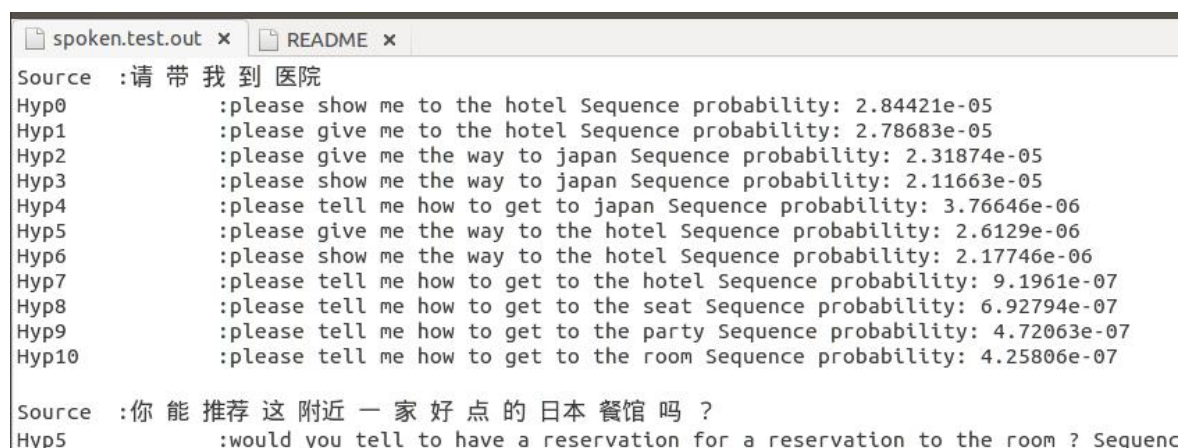 spoken.test.out × README ×
Source :请 带 我 到 医院
Hyp0 :please show me to the hotel Sequence probability: 2.84421e-05
Hyp1 :please give me to the hotel Sequence probability: 2.78683e-05
Hyp2 :please give me the way to japan Sequence probability: 2.31874e-05
Hyp3 :please show me the way to japan Sequence probability: 2.11663e-05
Hyp4 :please tell me how to get to japan Sequence probability: 3.76646e-06
Hyp5 :please give me the way to the hotel Sequence probability: 2.6129e-06
Hyp6 :please show me the way to the hotel Sequence probability: 2.17746e-06
Hyp7 :please tell me how to get to the hotel Sequence probability: 9.1961e-07
Hyp8 :please tell me how to get to the seat Sequence probability: 6.92794e-07
Hyp9 :please tell me how to get to the party Sequence probability: 4.72063e-07
Hyp10 :please tell me how to get to the room Sequence probability: 4.25806e-07
Source :你 能 推荐 这 附近 一 家 好 点 的 日本 餐馆 吗 ?
Hyp5 :would you tell to have a reservation for a reservation to the room ? Sequenc